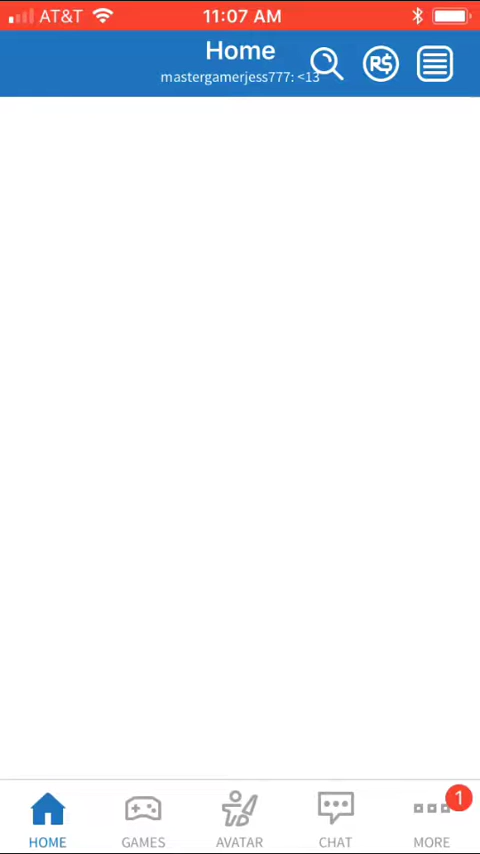 AT&T 11:07 AM
Home
mastergamerjess777: <13
R$
HOME GAMES AVATAR CHAT MORE
1